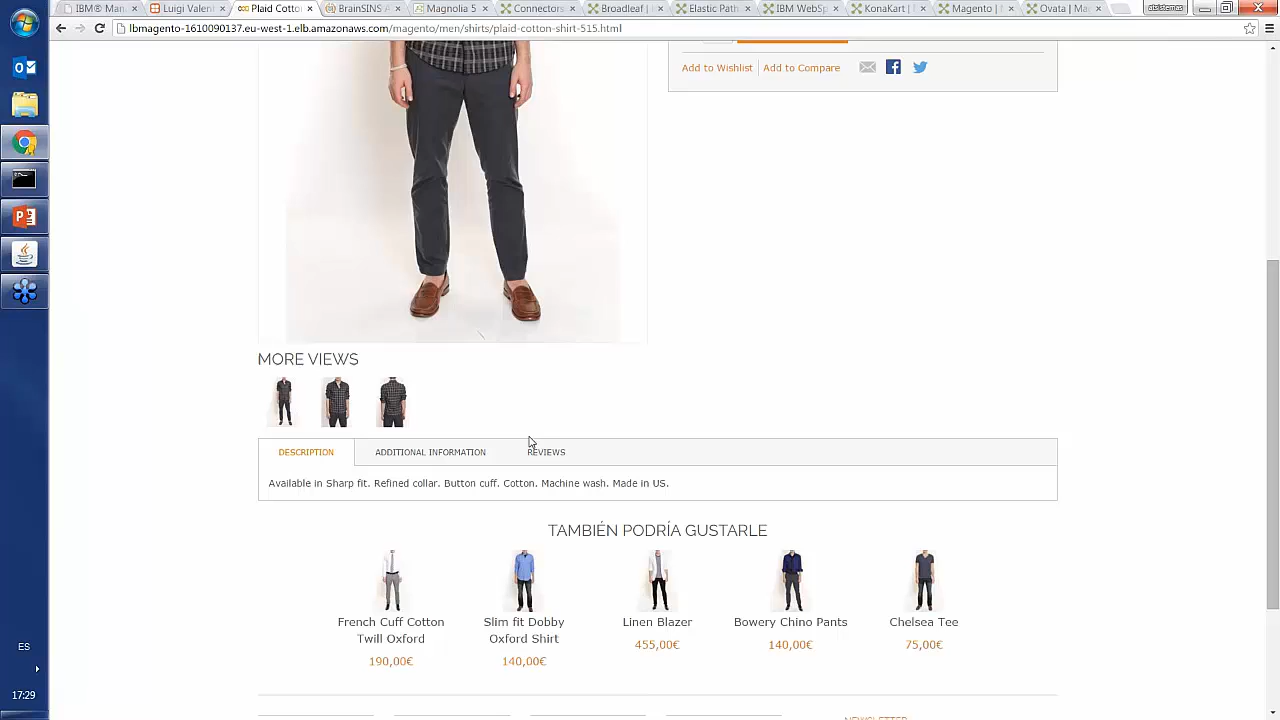 IBM® Man
Luigi Valenti
Plaid Cotto
BrainSINS A
Magnolia 5
Connectors
Broadleaf |
Elastic Path
IBM WebSp
KonaKart |
Magento |
Ovata | Ma
atsistemas
lbmagento-1610090137.eu-west-1.elb.amazonaws.com/magento/men/shirts/plaid-cotton-shirt-515.html
Add to Wishlist
Add to Compare
MORE VIEWS
DESCRIPTION
ADDITIONAL INFORMATION
REVIEWS
Available in Sharp fit. Refined collar. Button cuff. Cotton. Machine wash. Made in US.
TAMBIÉN PODRÍA GUSTARLE
French Cuff Cotton
Twill Oxford
190,00€
Slim fit Dobby
Oxford Shirt
140,00€
Linen Blazer
455,00€
Bowery Chino Pants
140,00€
Chelsea Tee
75,00€
NEWSLETTER
ES
17:29